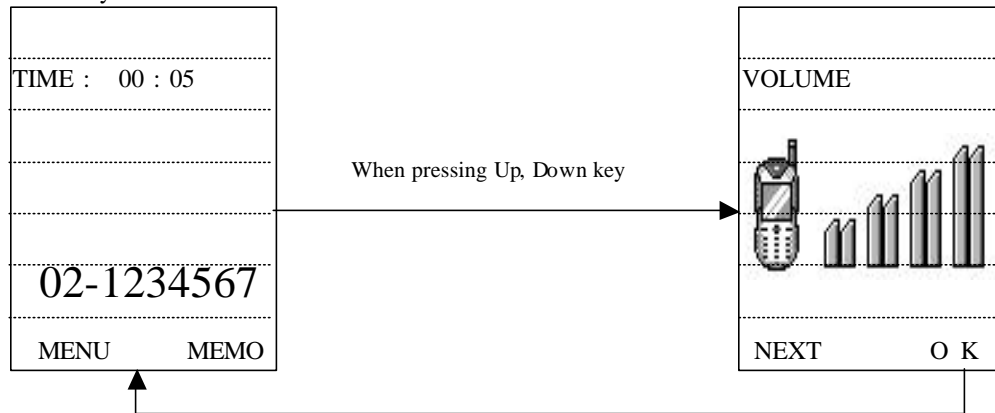 TIME :   00 : 05
02-1234567
MENU   MEMO
When pressing Up, Down key
VOLUME
NEXT   O K